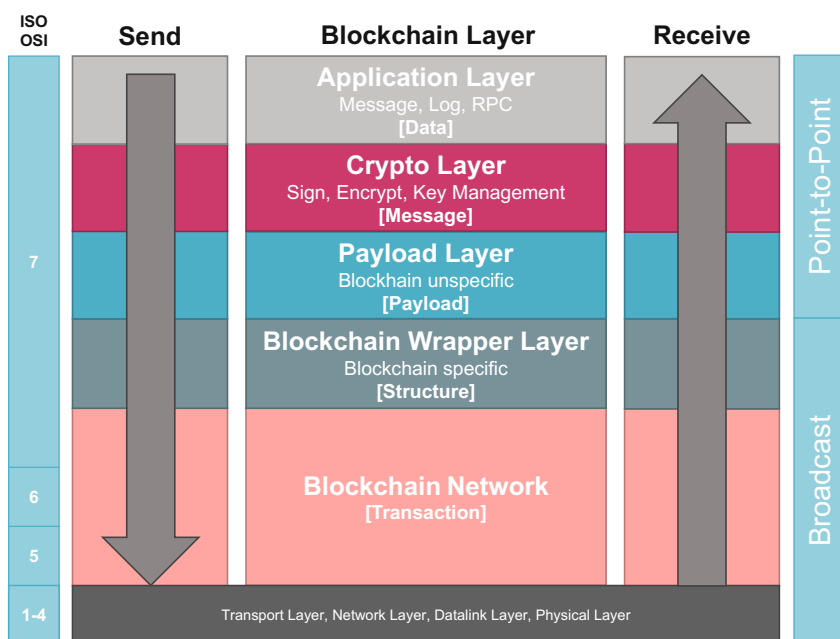 ISO
OSI
Send
Blockchain Layer
Receive
Application Layer
Message, Log, RPC
[Data]
Crypto Layer
Sign, Encrypt, Key Management
[Message]
Payload Layer
Blockhain unspecific
[Payload]
Blockchain Wrapper Layer
Blockchain specific
[Structure]
Blockchain Network
[Transaction]
7
6
5
1-4
Transport Layer, Network Layer, Datalink Layer, Physical Layer
Point-to-Point
Broadcast